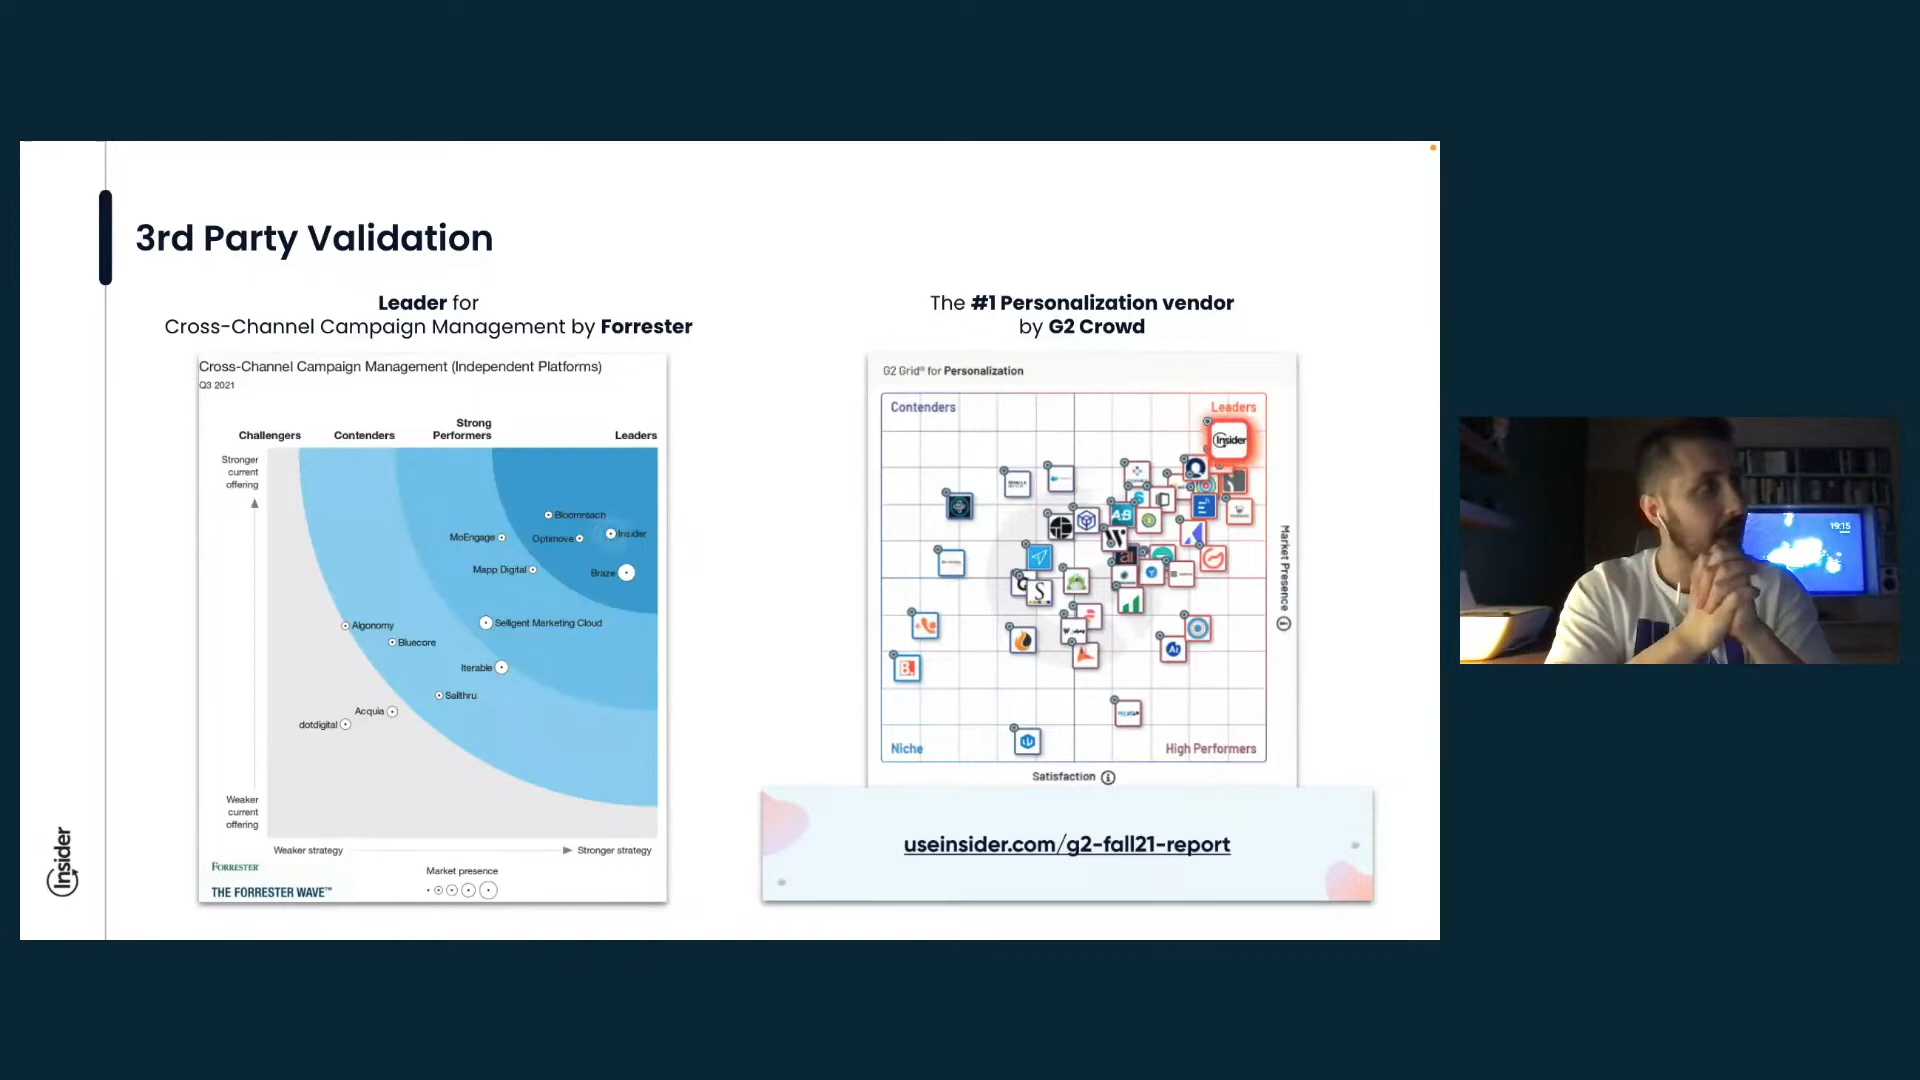 3rd Party Validation
Leader for
Cross-Channel Campaign Management by Forrester
Cross-Channel Campaign Management (Independent Platforms)
Q3 2021
Challengers
Contenders
Strong
Performers
Leaders
Stronger
current
offering
Bloomreach
MoEngage
Optimove
Insider
Mapp Digital
Braze
Algonomy
Selligent Marketing Cloud
Bluecore
Iterable
Sailthru
Acquia
dotdigital
Weaker
current
offering
Weaker strategy
Stronger strategy
FORRESTER
Market presence
THE FORRESTER WAVE™
The #1 Personalization vendor
by G2 Crowd
G2 Grid® for Personalization
Contenders
Leaders
Insider
AB
W
S
B.
Niche
High Performers
Market Presence
Satisfaction
useinsider.com/g2-fall21-report
Insider
19:15